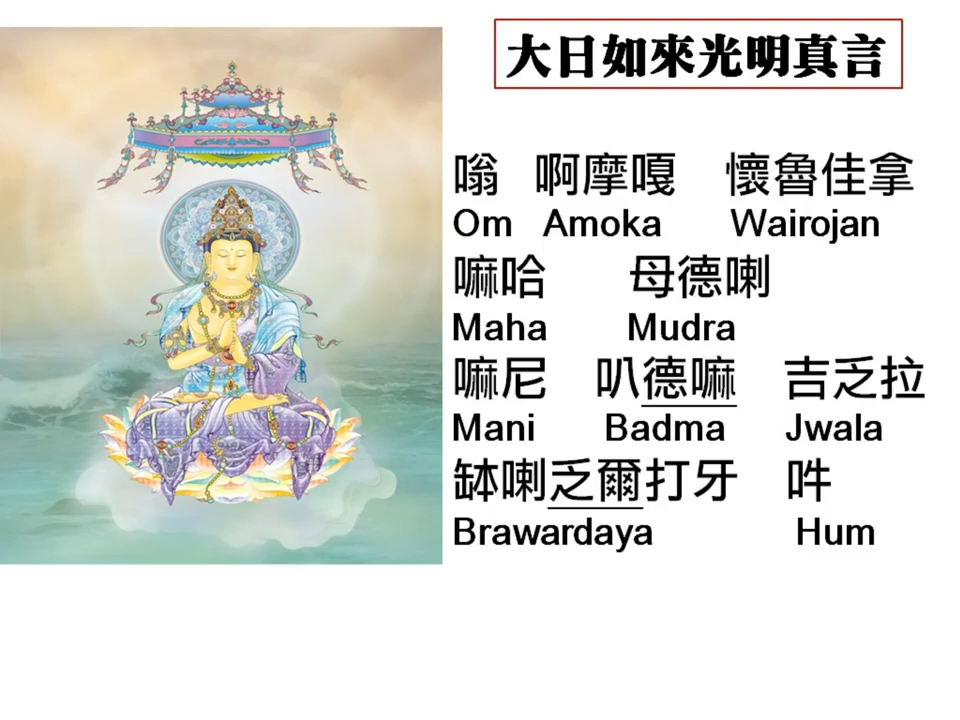 大日如來光明真言
嗡 啊摩嘎 懷魯佳拿
Om Amoka Wairojan
嘛哈 母德喇
Maha Mudra
嘛尼 叭德嘛 吉乏拉
Mani Badma Jwala
缽喇乏爾打牙 吽
Brawardaya Hum